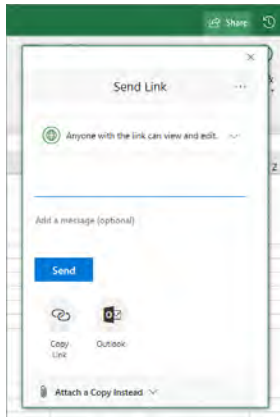 Share
Send Link
Anyone with the link can view and edit.
Add a message (optional)
Send
Copy
Link
Outlook
Attach a Copy Instead
2